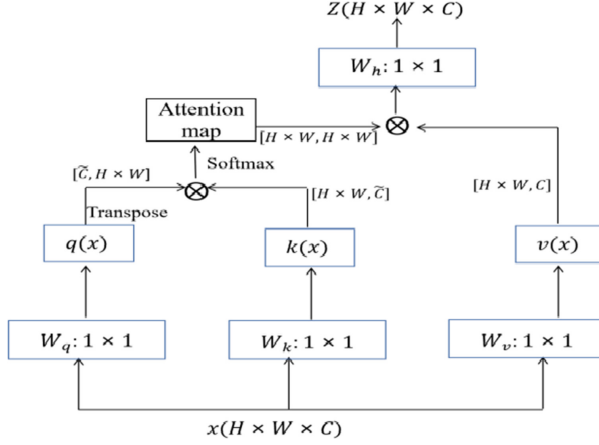 Z(H × W × C)
W_h: 1 × 1
Attention
map
[H × W, H × W]
Softmax
[C̃, H × W]
[H × W, C̃]
[H × W, C]
Transpose
q(x)
k(x)
v(x)
W_q: 1 × 1
W_k: 1 × 1
W_v: 1 × 1
x(H × W × C)